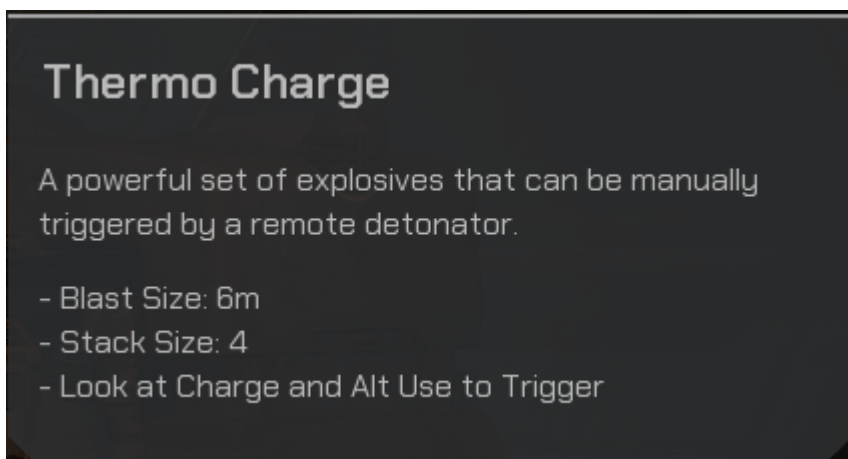 Thermo Charge
A powerful set of explosives that can be manually
triggered by a remote detonator.
- Blast Size: 6m
- Stack Size: 4
- Look at Charge and Alt Use to Trigger